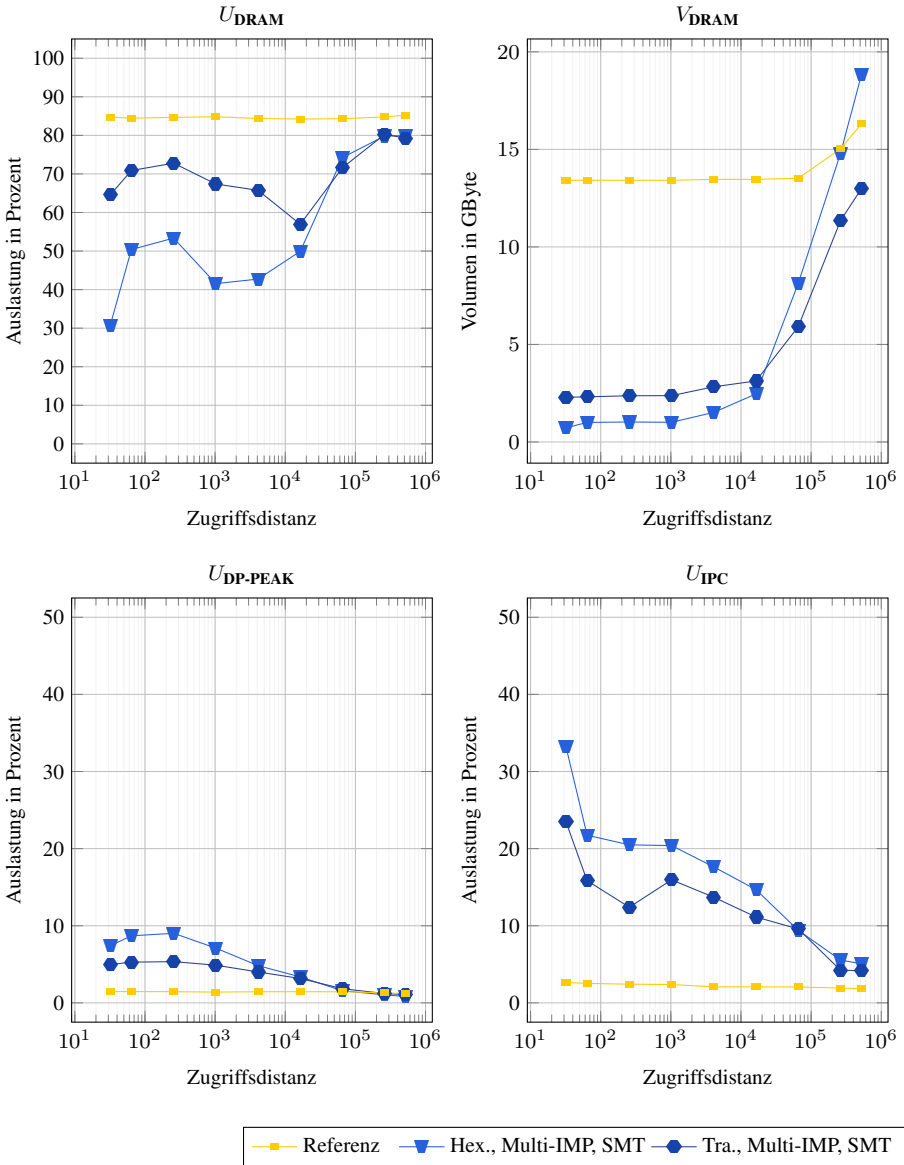 U_DRAM
V_DRAM
100
90
80
70
60
50
40
30
20
10
0
Auslastung in Prozent
10^1 10^2 10^3 10^4 10^5 10^6
Zugriffsdistanz
20
15
10
5
0
Volumen in GByte
10^1 10^2 10^3 10^4 10^5 10^6
Zugriffsdistanz
U_DP-PEAK
U_IPC
50
40
30
20
10
0
Auslastung in Prozent
10^1 10^2 10^3 10^4 10^5 10^6
Zugriffsdistanz
50
40
30
20
10
0
Auslastung in Prozent
10^1 10^2 10^3 10^4 10^5 10^6
Zugriffsdistanz
Referenz Hex., Multi-IMP, SMT Tra., Multi-IMP, SMT